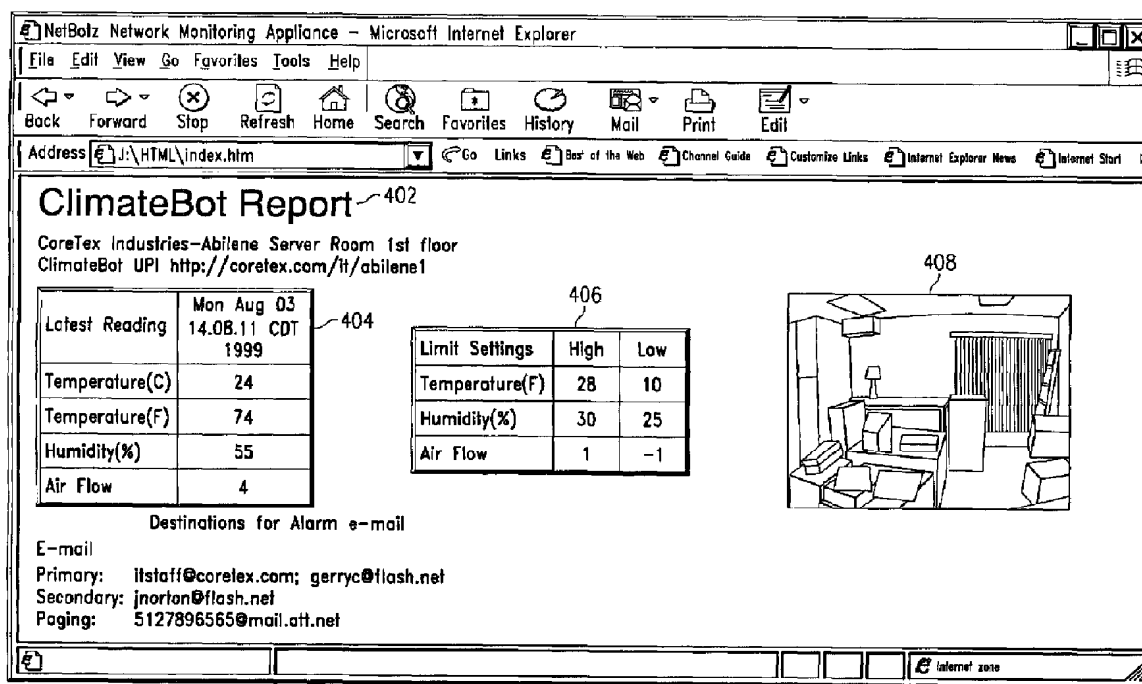 NetBotz Network Monitoring Appliance – Microsoft Internet Explorer
File Edit View Go Favorites Tools Help
Back Forward Stop Refresh Home Search Favorites History Mail Print Edit
Address J:\HTML\index.htm Go Links Best of the Web Channel Guide Customize Links Internet Explorer News Internet Start
ClimateBot Report 402
CoreTex Industries–Abilene Server Room 1st floor
ClimateBot UPI http://coretex.com/tt/abilene1
408
406
404
Latest Reading Mon Aug 03
14.08.11 CDT
1999
Temperature(C) 24
Temperature(F) 74
Humidity(%) 55
Air Flow 4
Limit Settings High Low
Temperature(F) 28 10
Humidity(%) 30 25
Air Flow 1 –1
Destinations for Alarm e–mail
E–mail
Primary: itstaff@coretex.com; gerryc@flash.net
Secondary: jnorton@flash.net
Paging: 5127896565@mail.att.net
Internet zone